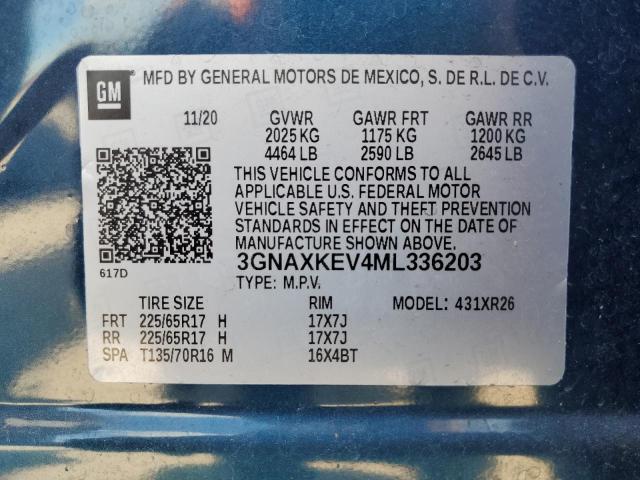 GM
MFD BY GENERAL MOTORS DE MEXICO, S. DE R.L. DE C.V.
11/20 GVWR GAWR FRT GAWR RR
2025 KG 1175 KG 1200 KG
4464 LB 2590 LB 2645 LB
THIS VEHICLE CONFORMS TO ALL
APPLICABLE U.S. FEDERAL MOTOR
VEHICLE SAFETY AND THEFT PREVENTION
STANDARDS IN EFFECT ON THE DATE OF
MANUFACTURE SHOWN ABOVE.
617D
3GNAXKEV4ML336203
TYPE: M.P.V.
TIRE SIZE RIM MODEL: 431XR26
FRT 225/65R17 H 17X7J
RR 225/65R17 H 17X7J
SPA T135/70R16 M 16X4BT